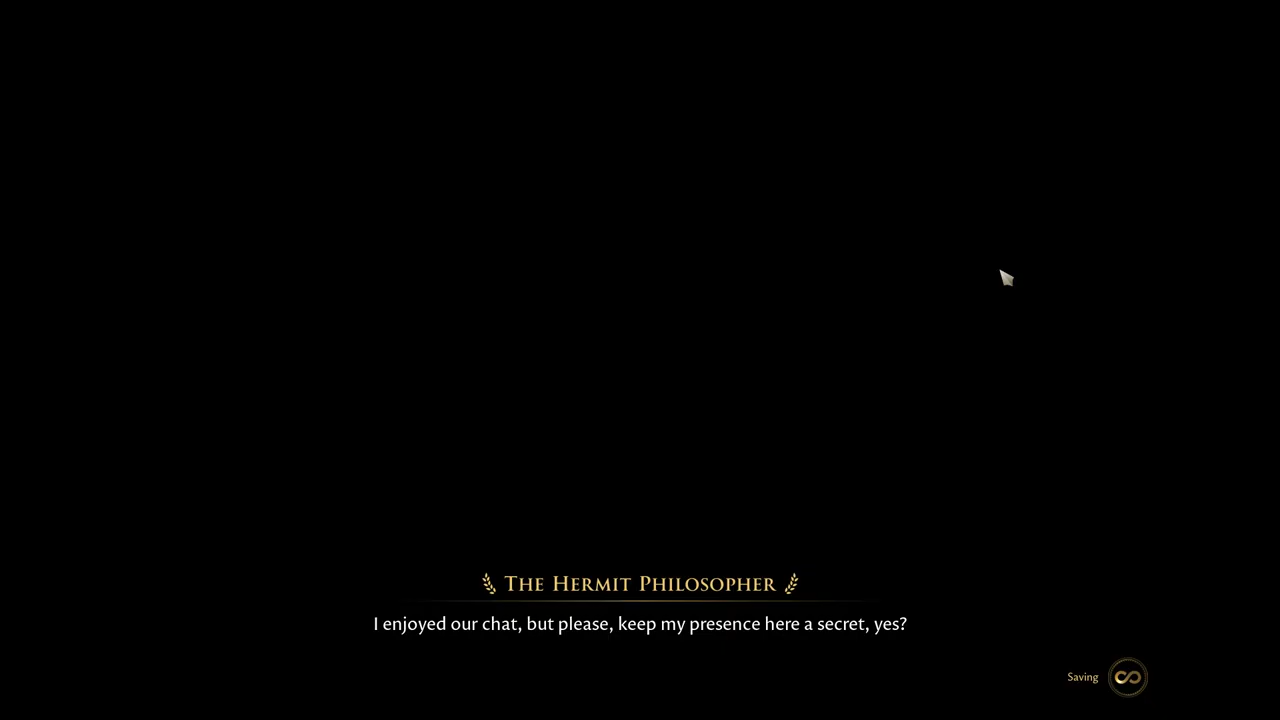 The Hermit Philosopher
I enjoyed our chat, but please, keep my presence here a secret, yes?
Saving